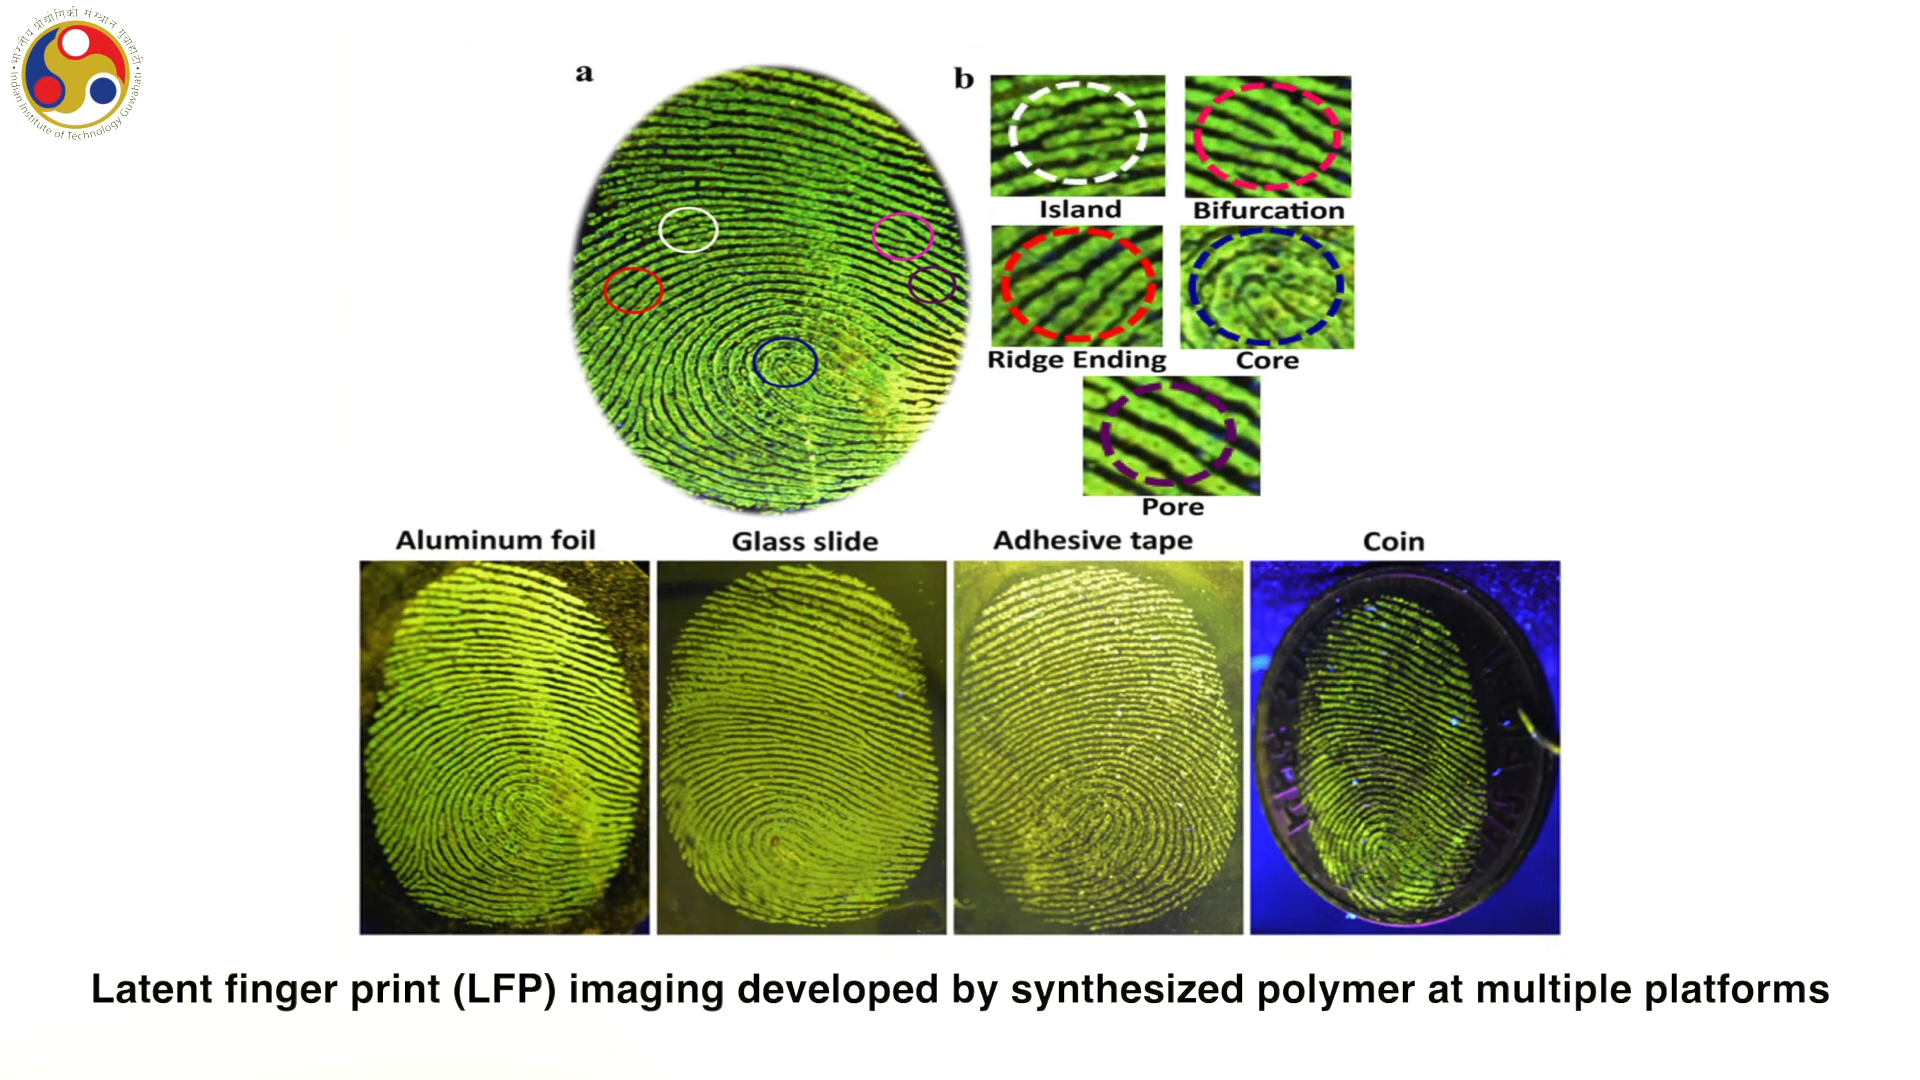 भारतीय प्रौद्योगिकी संस्थान गुवाहाटी
Indian Institute of Technology Guwahati
a
b
Island
Bifurcation
Ridge Ending
Core
Pore
Aluminum foil
Glass slide
Adhesive tape
Coin
Latent finger print (LFP) imaging developed by synthesized polymer at multiple platforms